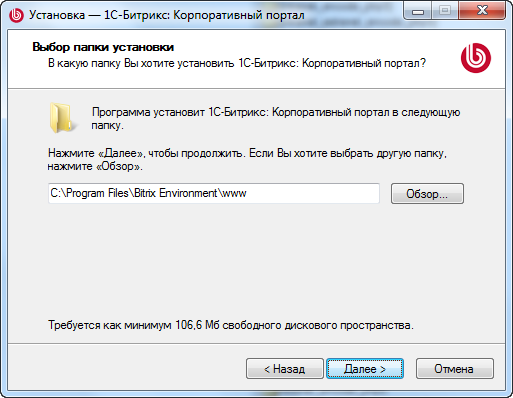 Установка — 1С-Битрикс: Корпоративный портал
Выбор папки установки
В какую папку Вы хотите установить 1С-Битрикс: Корпоративный портал?
Программа установит 1С-Битрикс: Корпоративный портал в следующую
папку.
Нажмите «Далее», чтобы продолжить. Если Вы хотите выбрать другую папку,
нажмите «Обзор».
C:\Program Files\Bitrix Environment\www
Обзор...
Требуется как минимум 106,6 Мб свободного дискового пространства.
< Назад
Далее >
Отмена